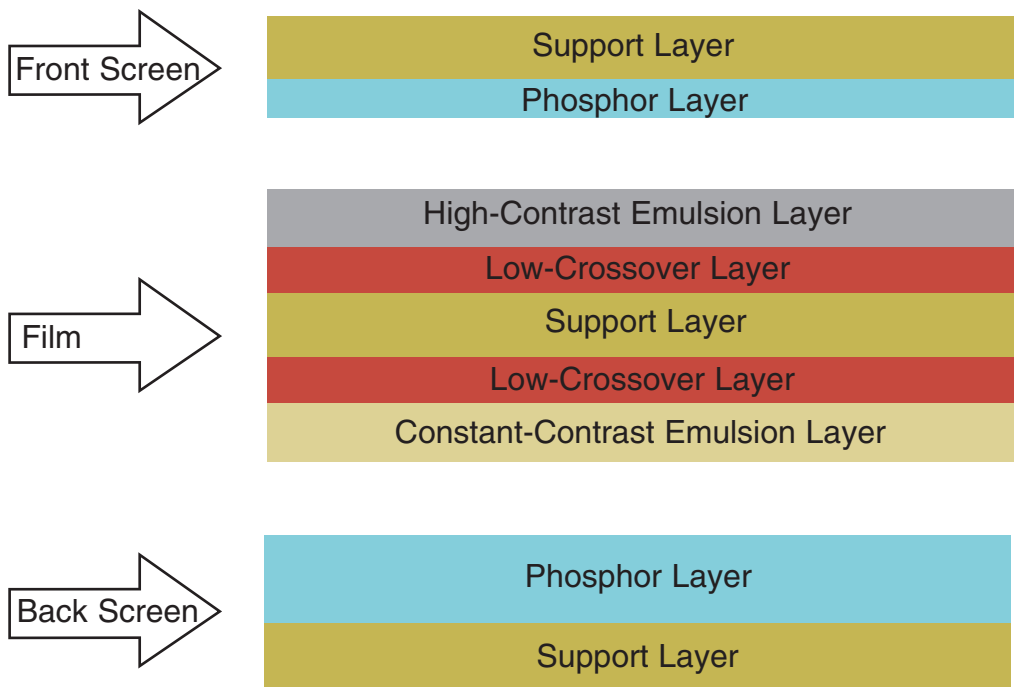 Front Screen
Support Layer
Phosphor Layer
Film
High-Contrast Emulsion Layer
Low-Crossover Layer
Support Layer
Low-Crossover Layer
Constant-Contrast Emulsion Layer
Back Screen
Phosphor Layer
Support Layer